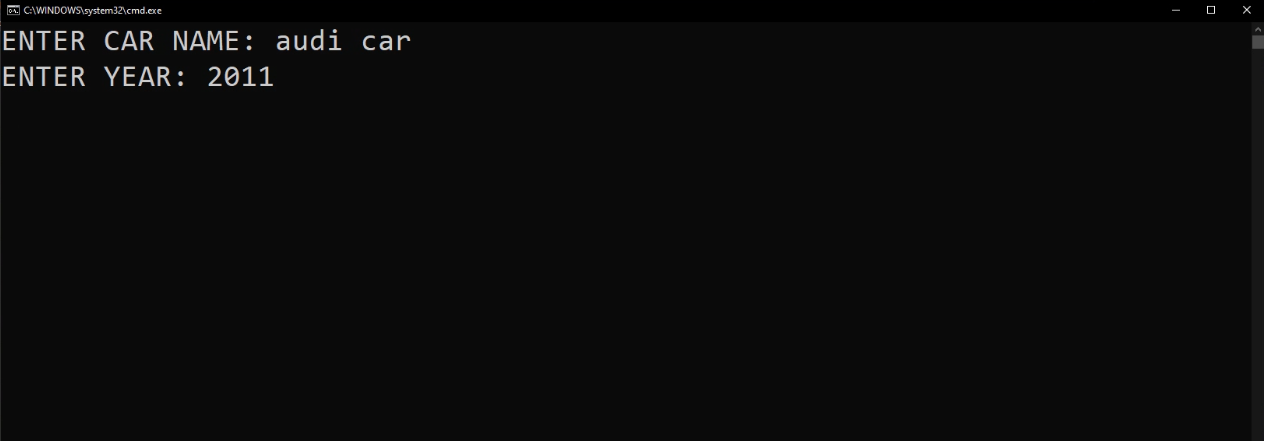 C:\WINDOWS\system32\cmd.exe
ENTER CAR NAME: audi car
ENTER YEAR: 2011